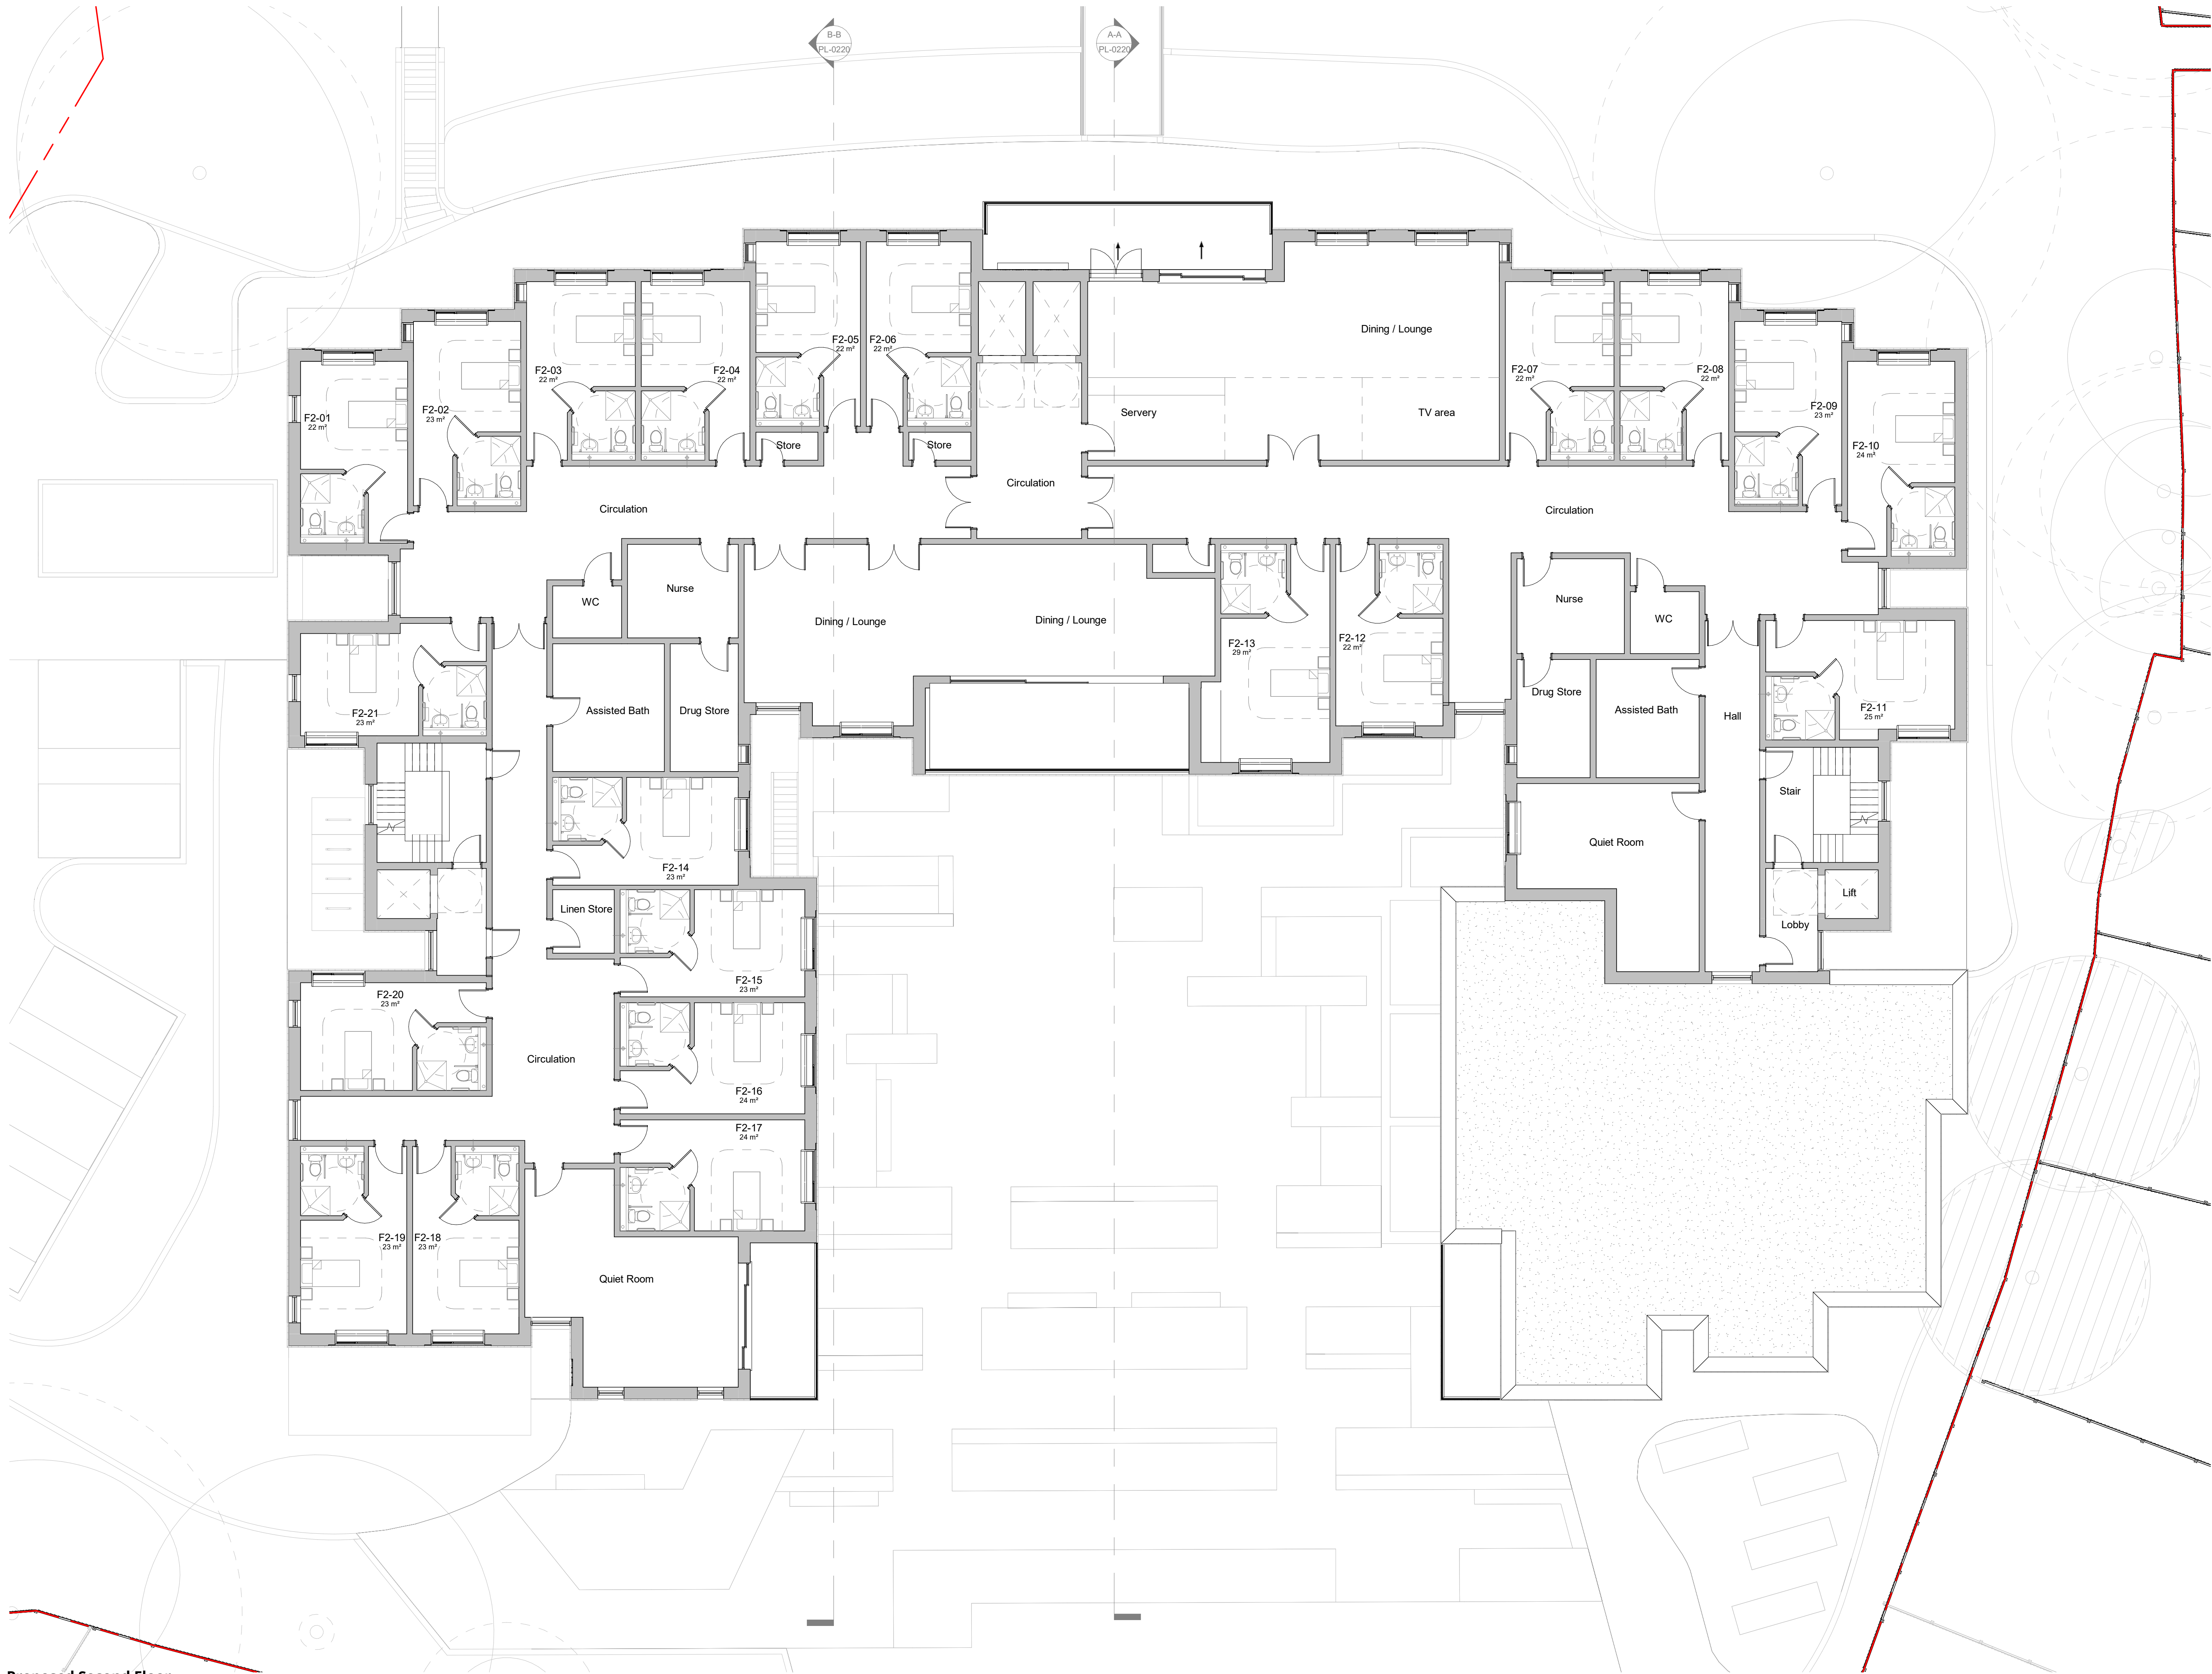 B-B
PL-0220
A-A
PL-0220
Dining / Lounge
F2-05
22 m²
F2-06
22 m²
F2-03
22 m²
F2-04
22 m²
F2-07
22 m²
F2-08
22 m²
F2-01
22 m²
F2-02
23 m²
Servery
TV area
F2-09
23 m²
F2-10
24 m²
Store
Store
Circulation
Circulation
Circulation
Nurse
WC
Dining / Lounge
Dining / Lounge
F2-13
29 m²
F2-12
22 m²
Nurse
WC
F2-21
23 m²
Assisted Bath
Drug Store
Drug Store
Assisted Bath
Hall
F2-11
25 m²
Stair
Quiet Room
F2-14
23 m²
Linen Store
Lift
Lobby
F2-15
23 m²
F2-20
23 m²
Circulation
F2-16
24 m²
F2-17
24 m²
F2-19
23 m²
F2-18
23 m²
Quiet Room
Proposed Second Floor